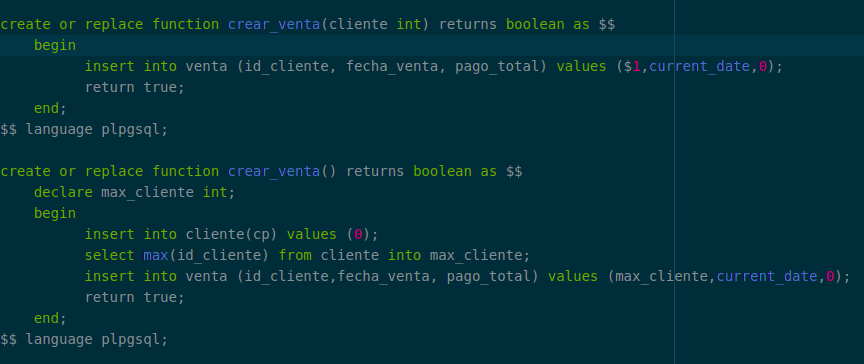 create or replace function crear_venta(cliente int) returns boolean as $$
begin
insert into venta (id_cliente, fecha_venta, pago_total) values ($1,current_date,0);
return true;
end;
$$ language plpgsql;
create or replace function crear_venta() returns boolean as $$
declare max_cliente int;
begin
insert into cliente(cp) values (0);
select max(id_cliente) from cliente into max_cliente;
insert into venta (id_cliente,fecha_venta, pago_total) values (max_cliente,current_date,0);
return true;
end;
$$ language plpgsql;